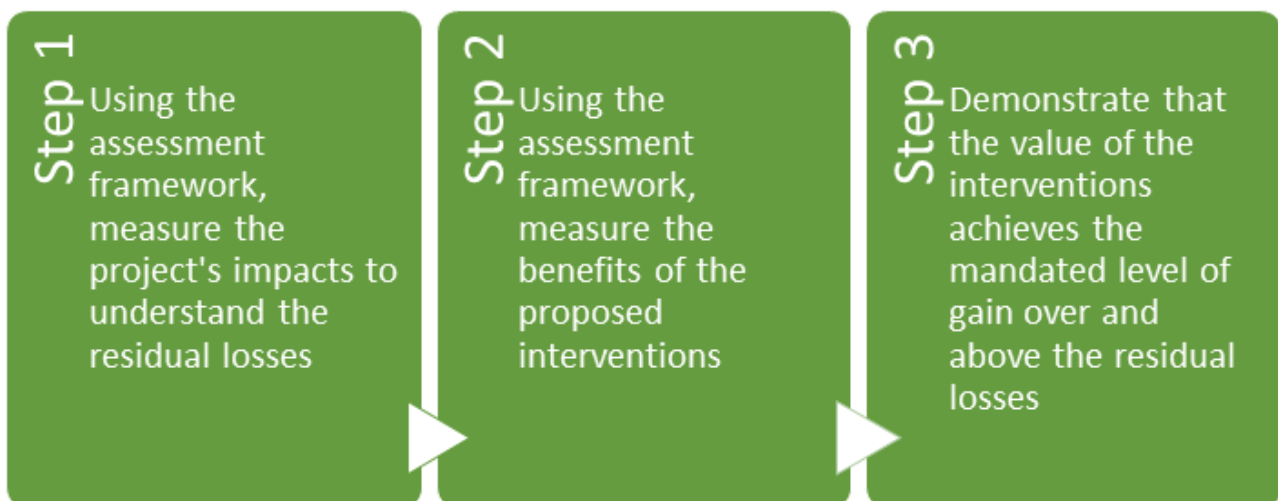 Step 1
Using the
assessment
framework,
measure the
project's impacts to
understand the
residual losses
Step 2
Using the
assessment
framework,
measure the
benefits of the
proposed
interventions
Step 3
Demonstrate that
the value of the
interventions
achieves the
mandated level of
gain over and
above the residual
losses